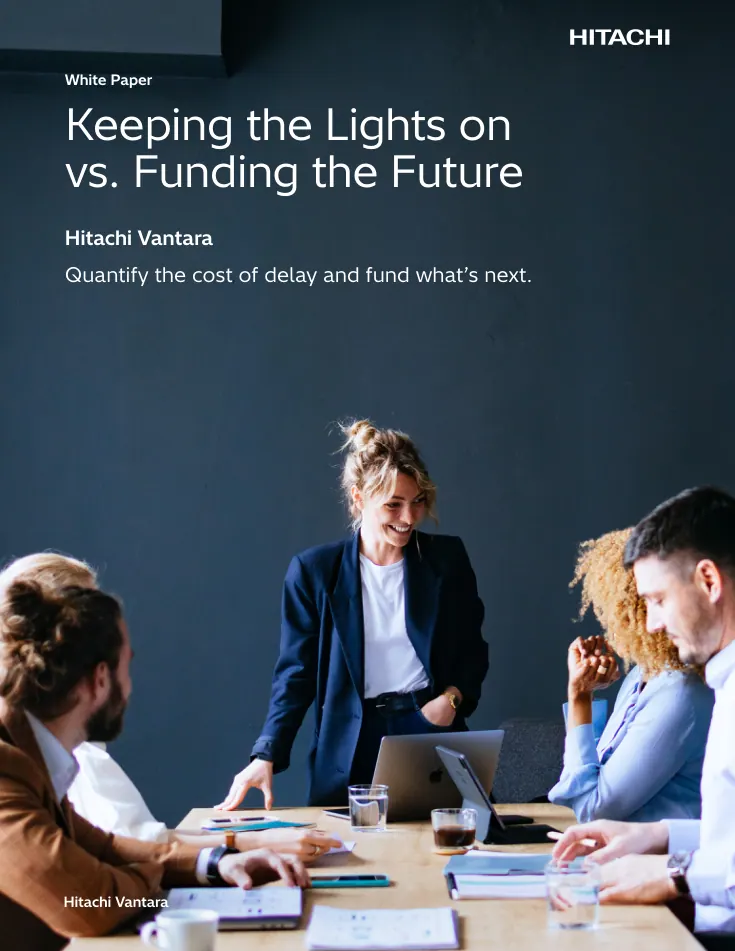 HITACHI
White Paper
Keeping the Lights on
vs. Funding the Future
Hitachi Vantara
Quantify the cost of delay and fund what’s next.
Hitachi Vantara